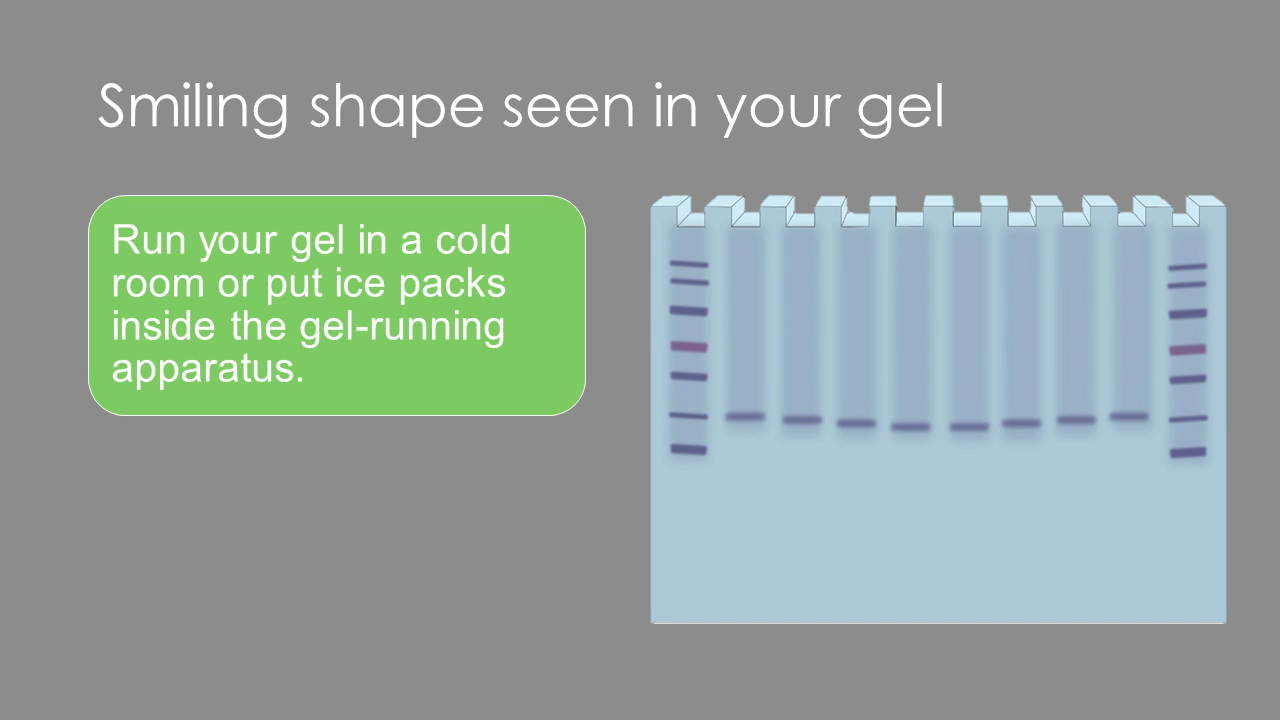 Smiling shape seen in your gel
Run your gel in a cold
room or put ice packs
inside the gel-running
apparatus.